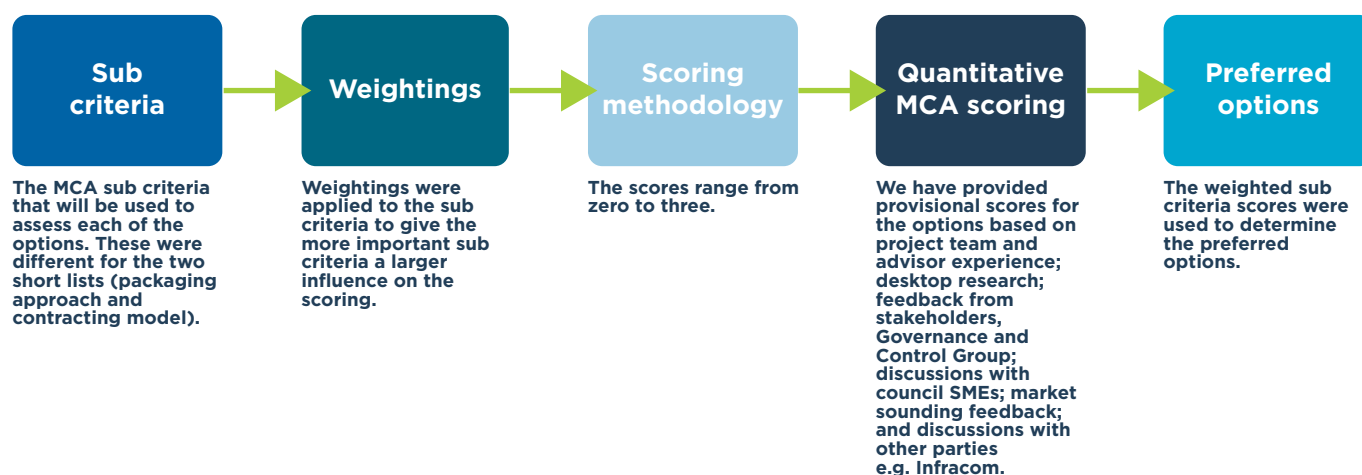 Sub
criteria
The MCA sub criteria
that will be used to
assess each of the
options. These were
different for the two
short lists (packaging
approach and
contracting model).
Weightings
Weightings were
applied to the sub
criteria to give the
more important sub
criteria a larger
influence on the
scoring.
Scoring
methodology
The scores range from
zero to three.
Quantitative
MCA scoring
We have provided
provisional scores for
the options based on
project team and
advisor experience;
desktop research;
feedback from
stakeholders,
Governance and
Control Group;
discussions with
council SMEs; market
sounding feedback;
and discussions with
other parties
e.g. Infracom.
Preferred
options
The weighted sub
criteria scores were
used to determine
the preferred
options.